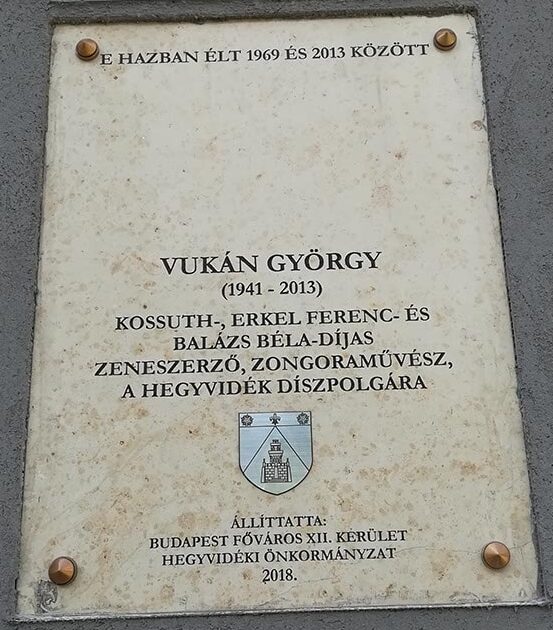 E HAZBAN ÉLT 1969 ÉS 2013 KÖZÖTT
VUKÁN GYÖRGY
(1941 - 2013)
KOSSUTH-, ERKEL FERENC- ÉS
BALÁZS BÉLA-DÍJAS
ZENESZERZŐ, ZONGORAMŰVÉSZ,
A HEGYVIDÉK DÍSZPOLGÁRA
ÁLLÍTTATTA:
BUDAPEST FŐVÁROS XII. KERÜLET
HEGYVIDÉKI ÖNKORMÁNYZAT
2018.